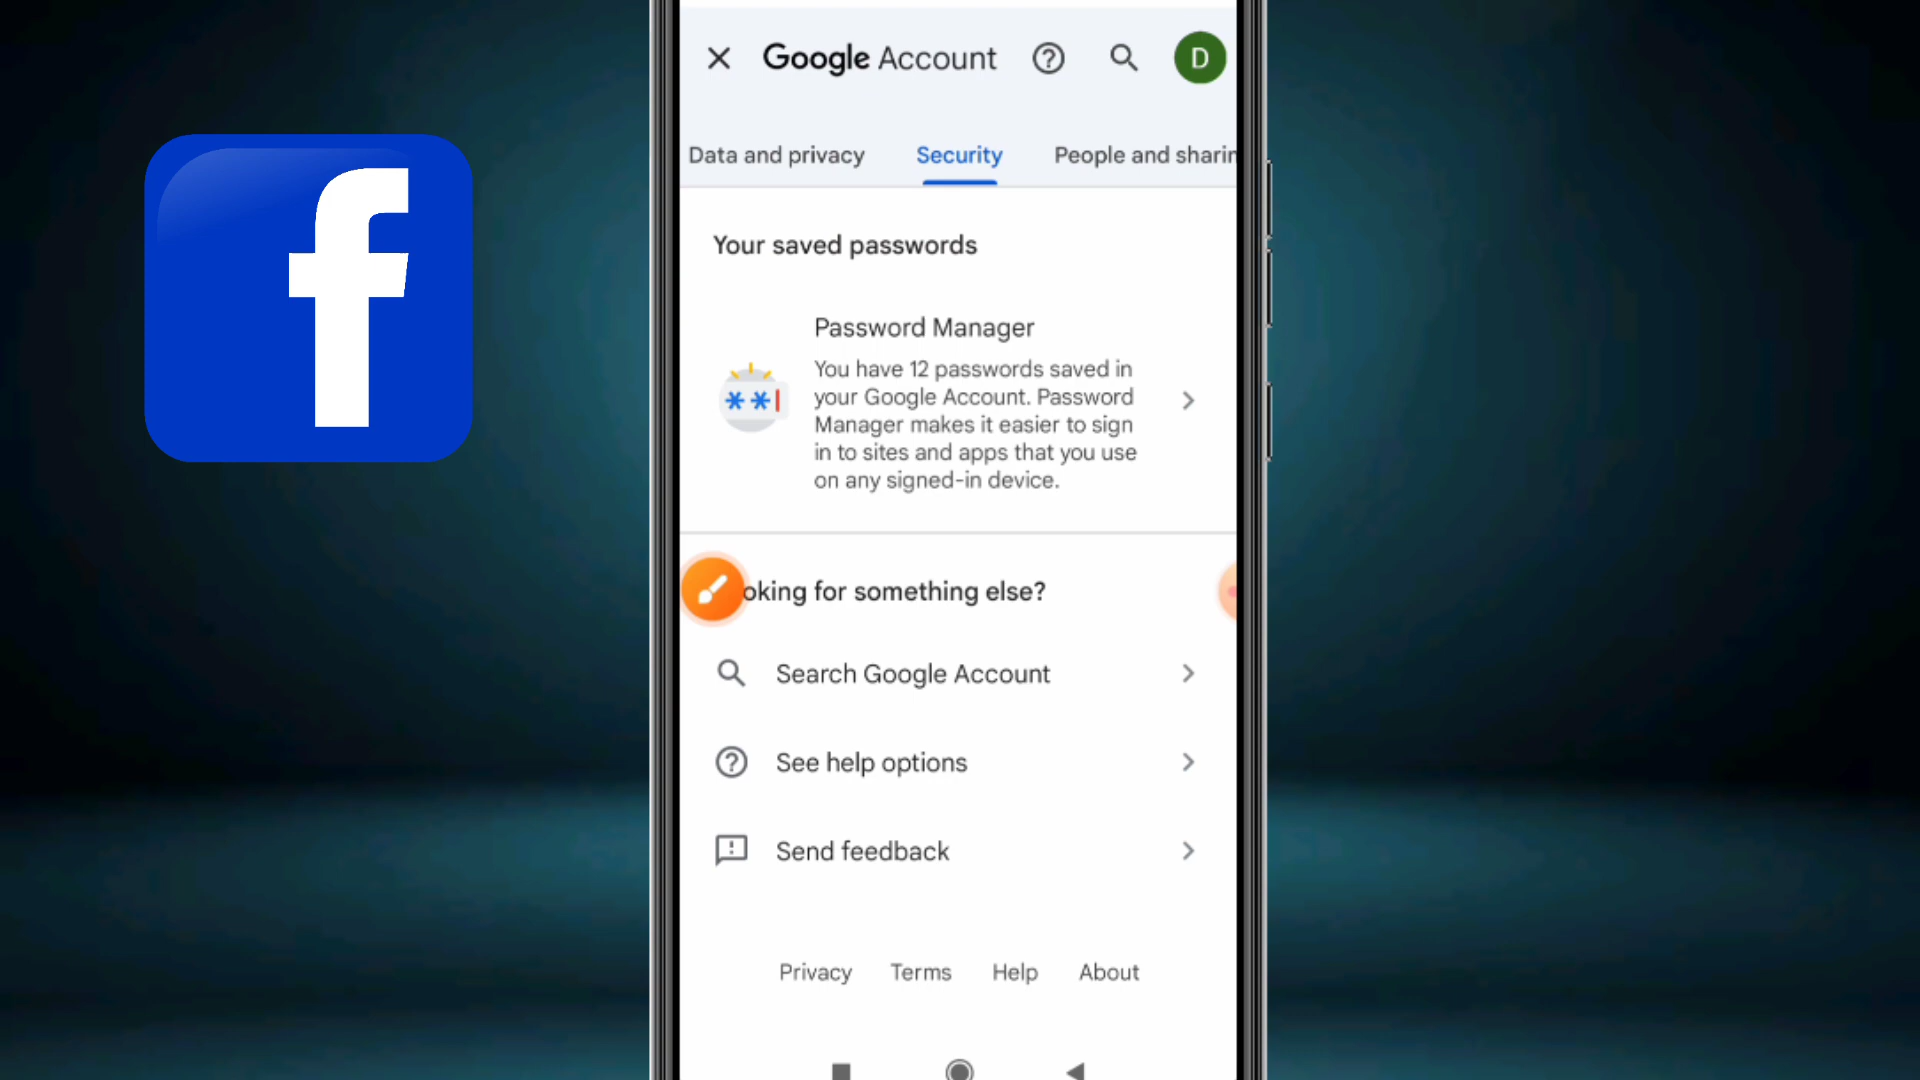 Google Account
D
Data and privacy
Security
People and sharin
Your saved passwords
Password Manager
You have 12 passwords saved in
your Google Account. Password
Manager makes it easier to sign
in to sites and apps that you use
on any signed-in device.
**|
oking for something else?
Search Google Account
See help options
Send feedback
Privacy
Terms
Help
About
f